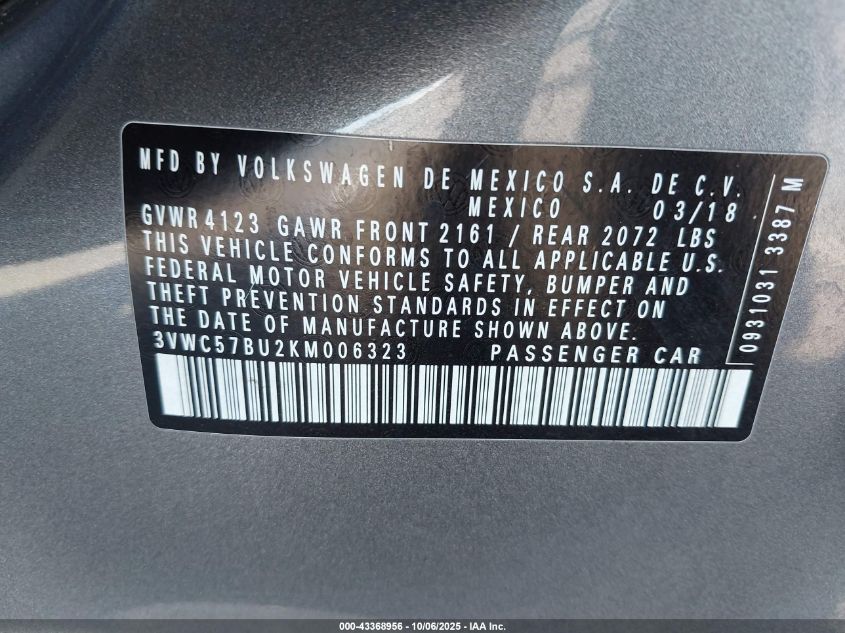 MFD BY VOLKSWAGEN DE MEXICO S.A. DE C.V.
MEXICO 03/18
GVWR 4123 GAWR FRONT 2161 / REAR 2072 LBS
THIS VEHICLE CONFORMS TO ALL APPLICABLE U.S.
FEDERAL MOTOR VEHICLE SAFETY, BUMPER AND
THEFT PREVENTION STANDARDS IN EFFECT ON
THE DATE OF MANUFACTURE SHOWN ABOVE.
3VWC57BU2KM006323 PASSENGER CAR
0931031 3387 M
000-43368956 - 10/06/2025 - IAA Inc.